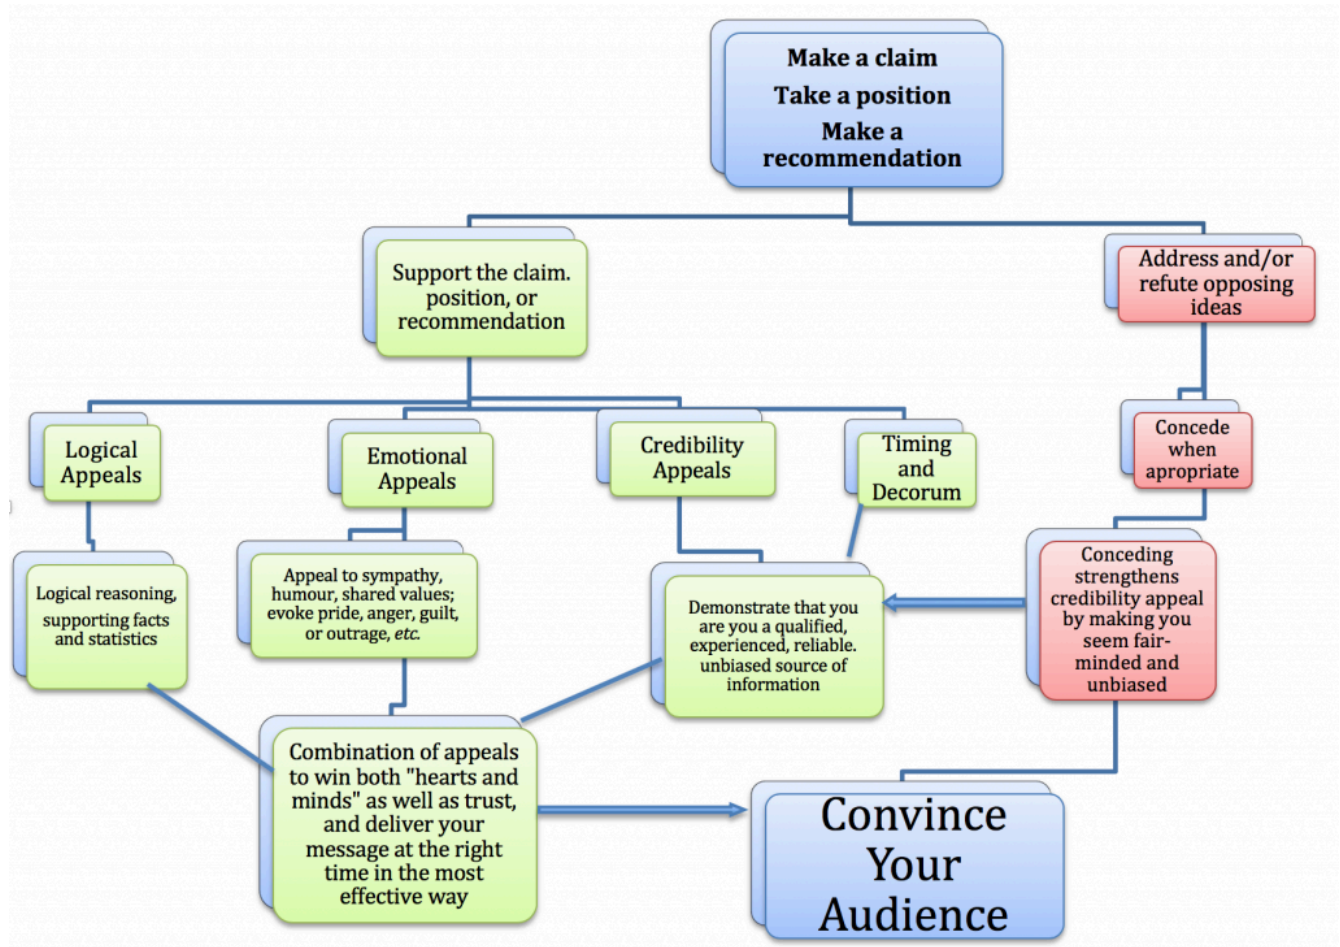 Make a claim
Take a position
Make a
recommendation
Support the claim.
position, or
recommendation
Address and/or
refute opposing
ideas
Logical
Appeals
Emotional
Appeals
Credibility
Appeals
Timing
and
Decorum
Concede
when
apropriate
Logical reasoning,
supporting facts
and statistics
Appeal to sympathy,
humour, shared values;
evoke pride, anger, guilt,
or outrage, etc.
Demonstrate that you
are you a qualified,
experienced, reliable.
unbiased source of
information
Conceding
strengthens
credibility appeal
by making you
seem fair-
minded and
unbiased
Combination of appeals
to win both "hearts and
minds" as well as trust,
and deliver your
message at the right
time in the most
effective way
Convince
Your
Audience